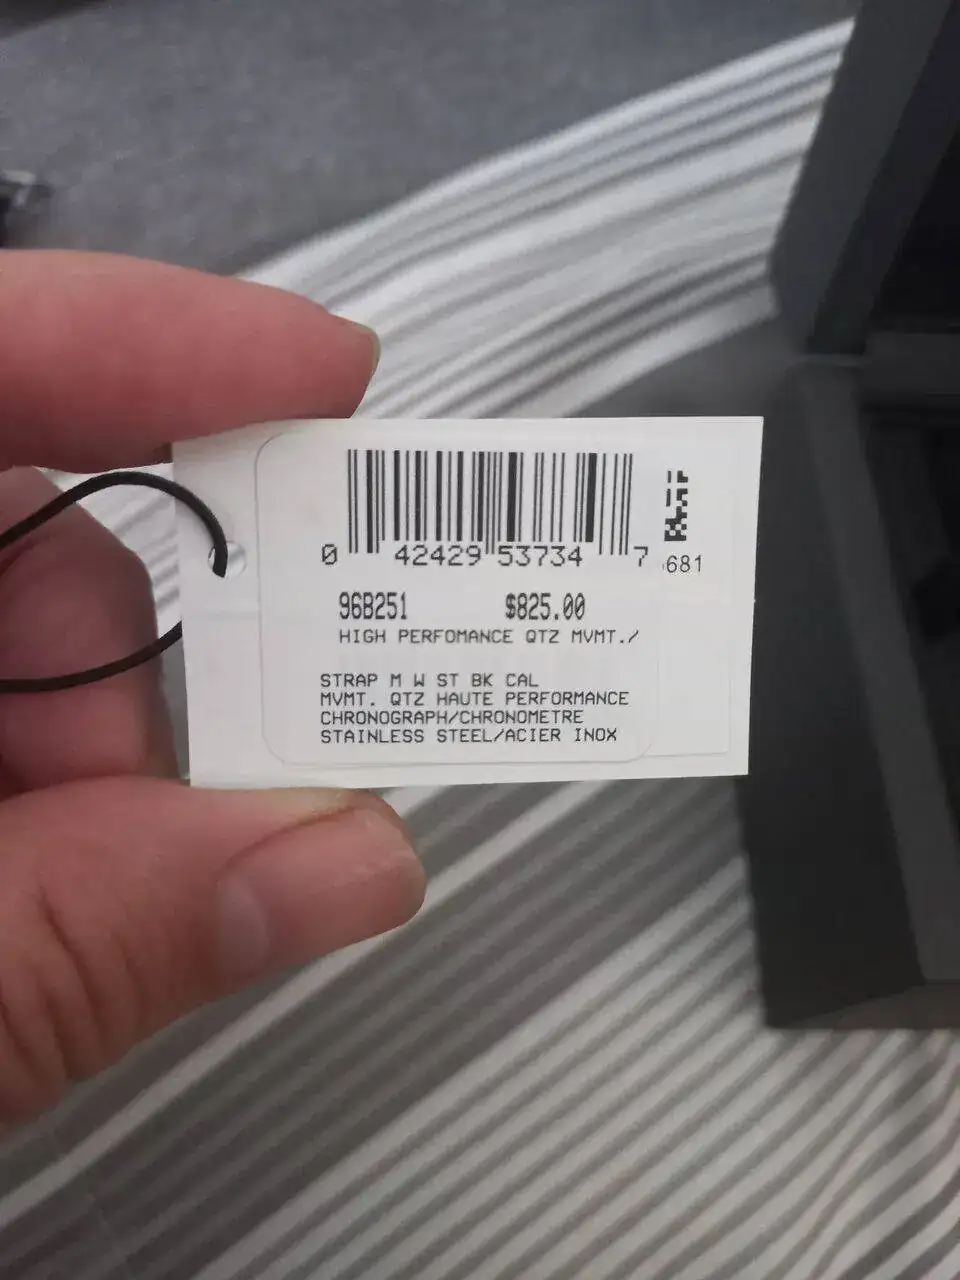 0 42429 53734 7
681
96B251 $825.00
HIGH PERFOMANCE QTZ MVMT./
STRAP M W ST BK CAL
MVMT. QTZ HAUTE PERFORMANCE
CHRONOGRAPH/CHRONOMETRE
STAINLESS STEEL/ACIER INOX